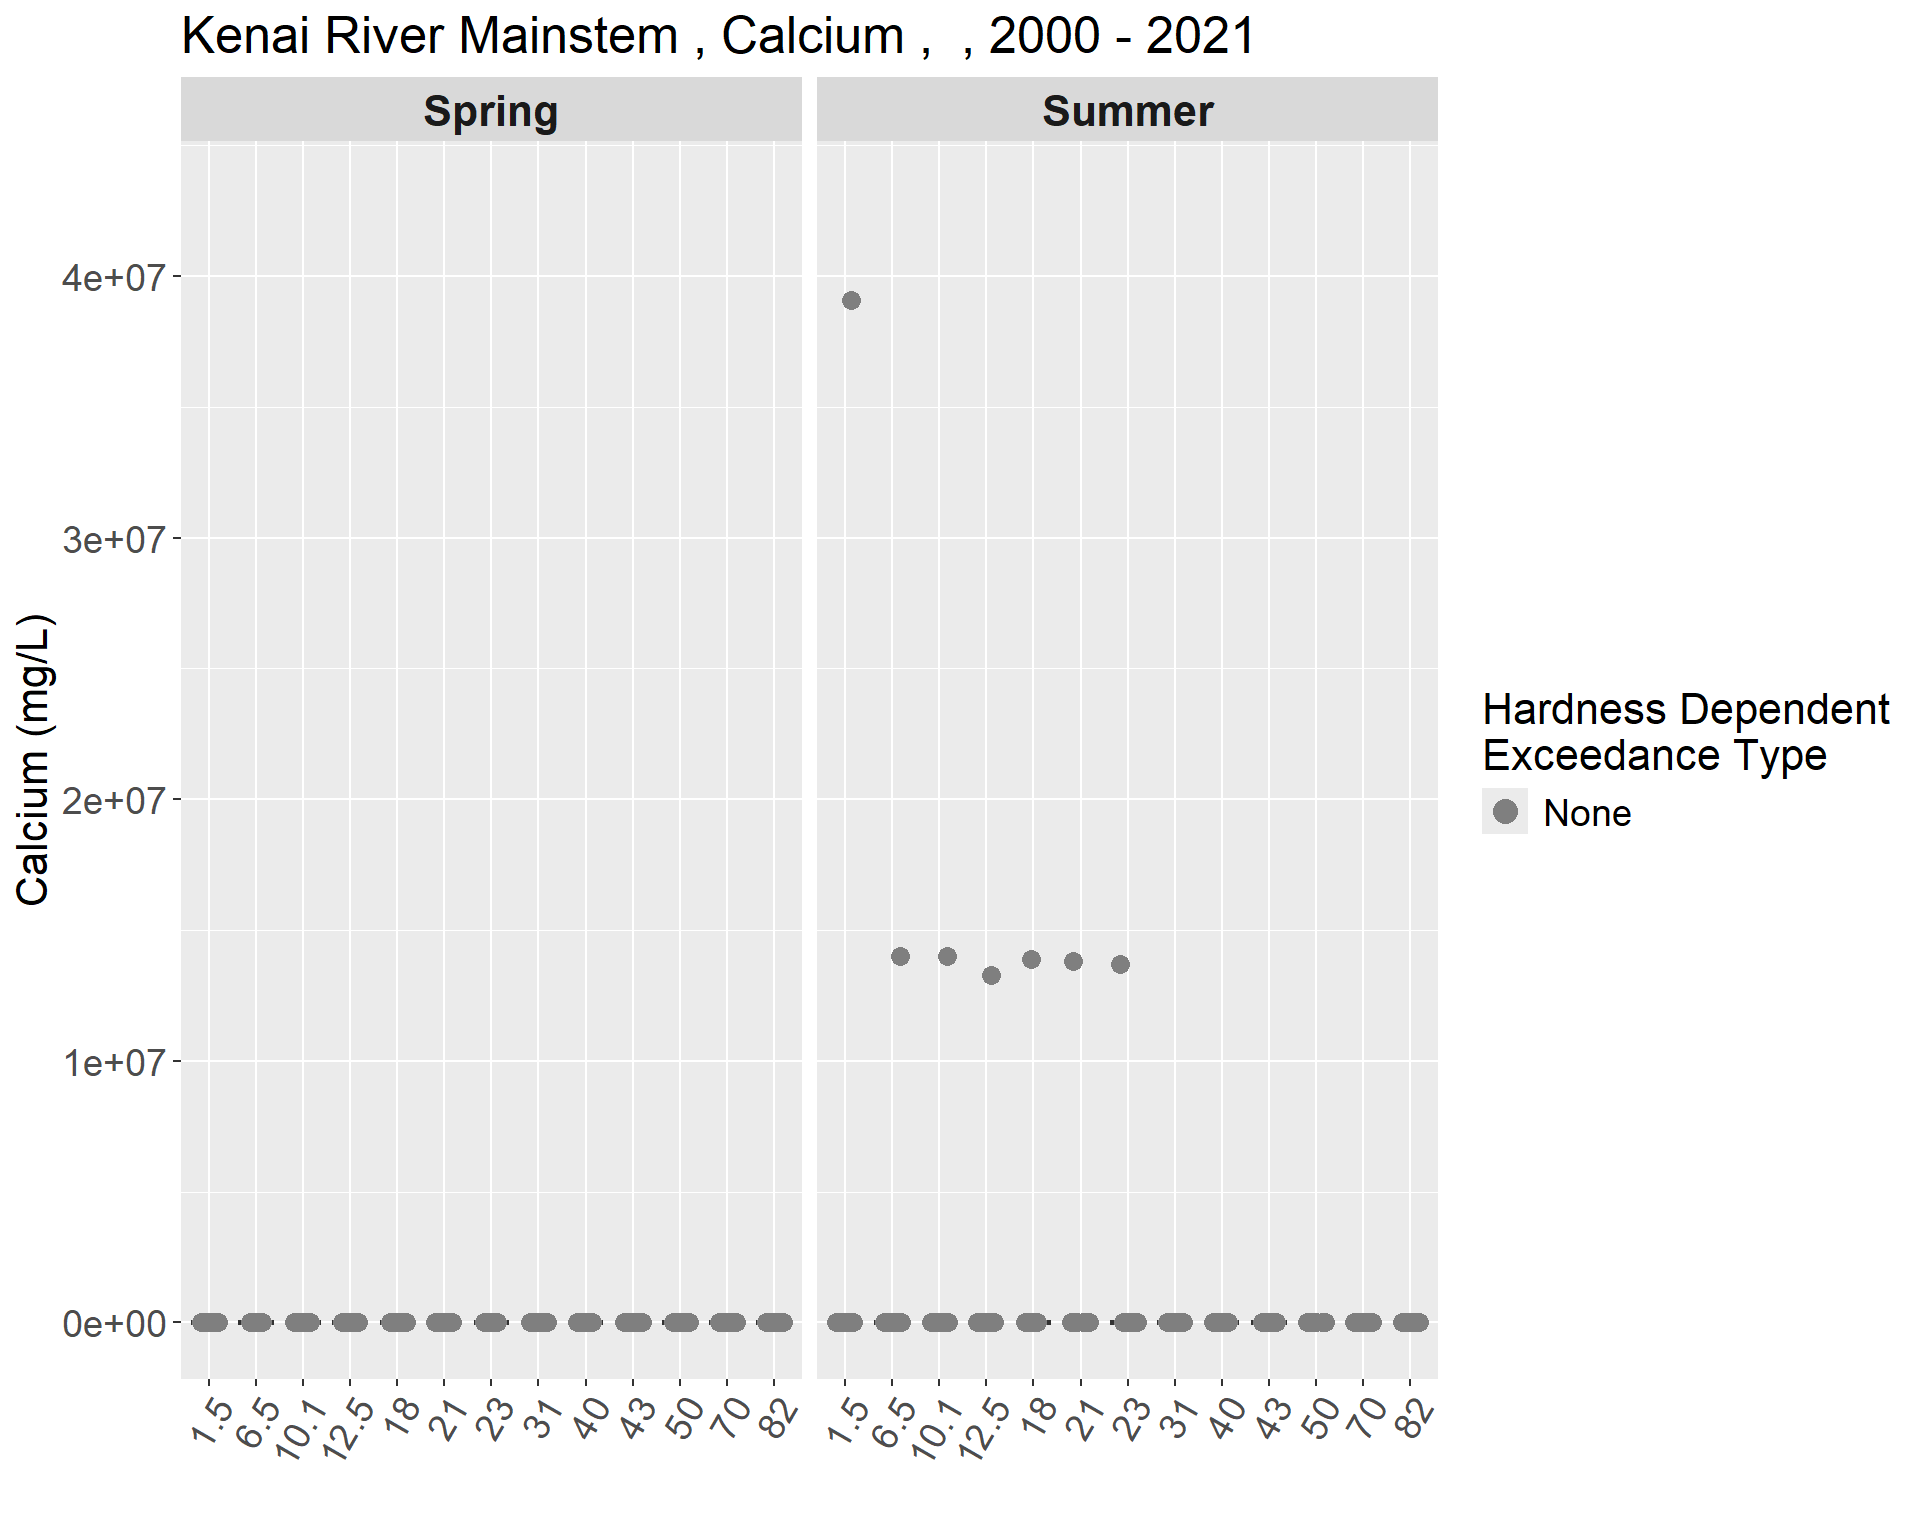 Kenai River Mainstem , Calcium ,  , 2000 - 2021
Spring
Summer
4e+07
3e+07
2e+07
1e+07
0e+00
Calcium (mg/L)
1.5 6.5 10.1 12.5 18 21 23 31 40 43 50 70 82
1.5 6.5 10.1 12.5 18 21 23 31 40 43 50 70 82
Hardness Dependent
Exceedance Type
None